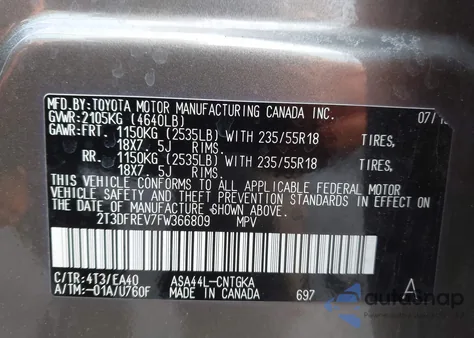 MFD.BY:TOYOTA MOTOR MANUFACTURING CANADA INC.
GVWR: 2105KG (4640LB) 07/1
GAWR:FRT. 1150KG (2535LB) WITH 235/55R18 TIRES,
18X7. 5J RIMS.
RR. 1150KG (2535LB) WITH 235/55R18 TIRES,
18X7. 5J RIMS.
THIS VEHICLE CONFORMS TO ALL APPLICABLE FEDERAL MOTOR
VEHICLE SAFETY AND THEFT PREVENTION STANDARDS IN EFFECT ON
THE DATE OF MANUFACTURE SHOWN ABOVE.
2T3DFREV7FW366809 MPV
C/TR:4T3/EA40 ASA44L-CNTGKA
A/TM:-01A/U760F MADE IN CANADA 697 A
AutoSnap